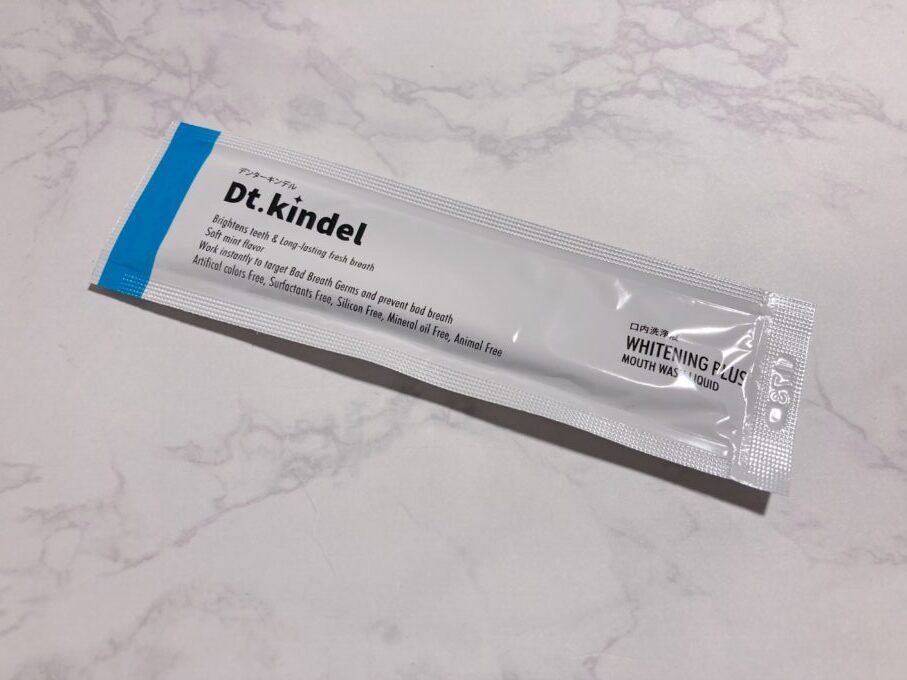 デンターキンデル
Dt.kindel
Brightens teeth & Long-lasting fresh breath
Soft mint flavor
Work instantly to target Bad Breath Germs and prevent bad breath
Artifical colors Free, Surfactants Free, Silicon Free, Mineral oil Free, Animal Free
口内洗浄液
WHITENING PLUS
MOUTH WASH LIQUID